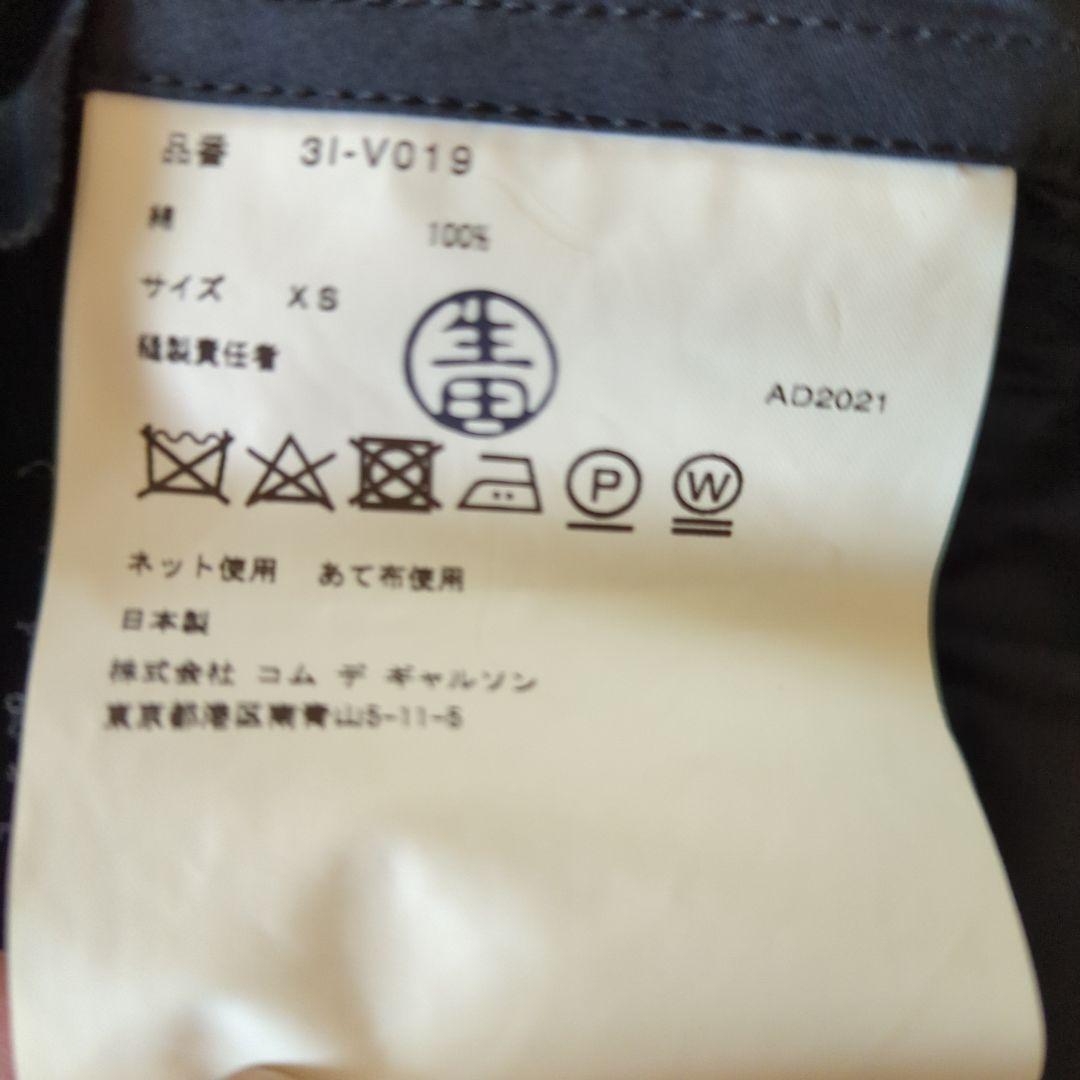 品番 3I-V019
綿 100%
サイズ XS
縫製責任者
生田
AD2021
P W
ネット使用 あて布使用
日本製
株式会社 コム デ ギャルソン
東京都港区南青山5-11-5